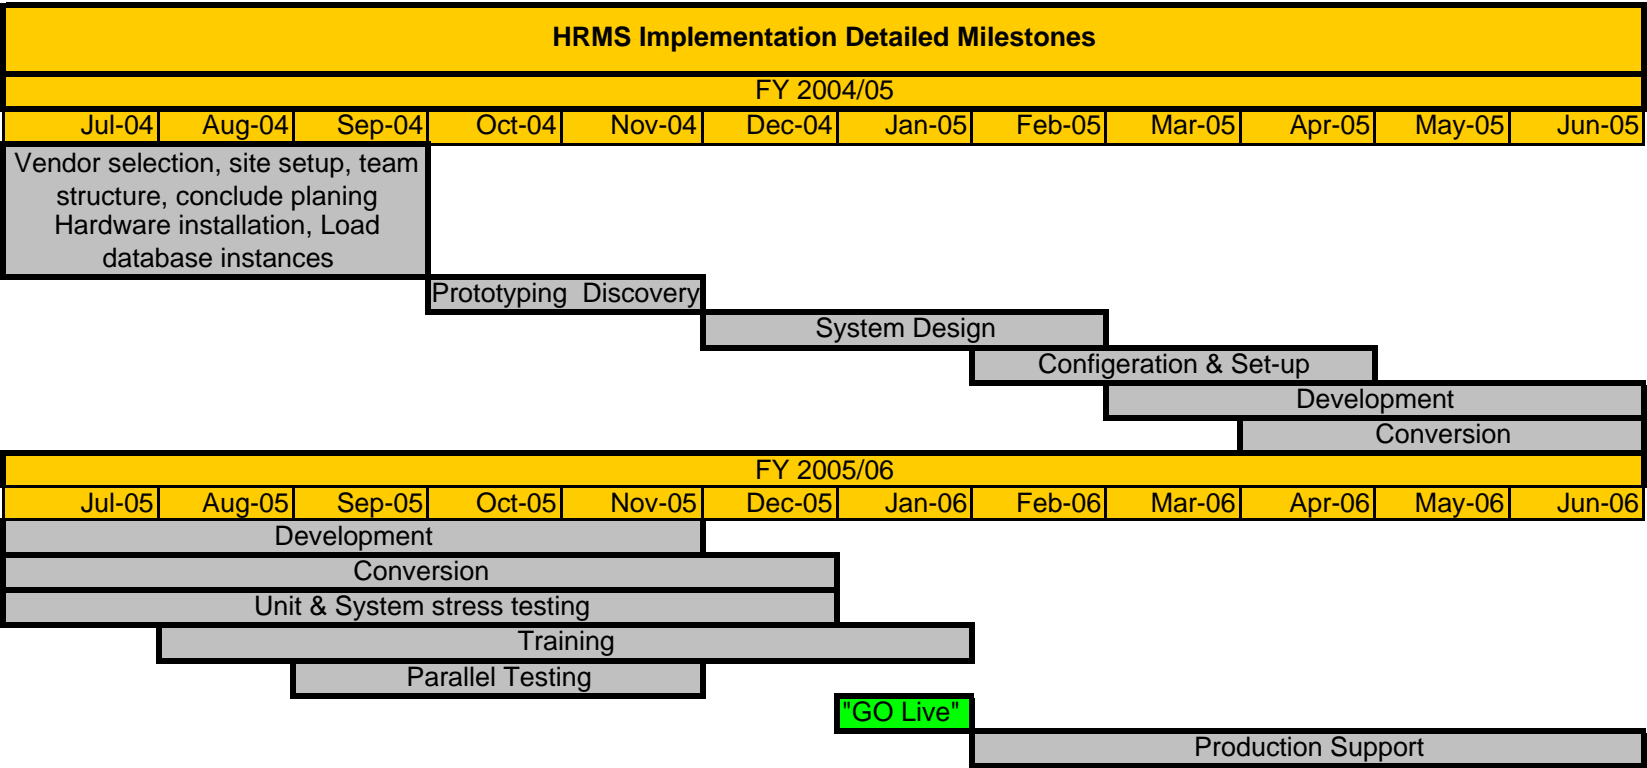 HRMS Implementation Detailed Milestones
FY 2004/05
Jul-04 Aug-04 Sep-04 Oct-04 Nov-04 Dec-04 Jan-05 Feb-05 Mar-05 Apr-05 May-05 Jun-05
Vendor selection, site setup, team
structure, conclude planing
Hardware installation, Load
database instances
Prototyping Discovery
System Design
Configeration & Set-up
Development
Conversion
FY 2005/06
Jul-05 Aug-05 Sep-05 Oct-05 Nov-05 Dec-05 Jan-06 Feb-06 Mar-06 Apr-06 May-06 Jun-06
Development
Conversion
Unit & System stress testing
Training
Parallel Testing
"GO Live"
Production Support